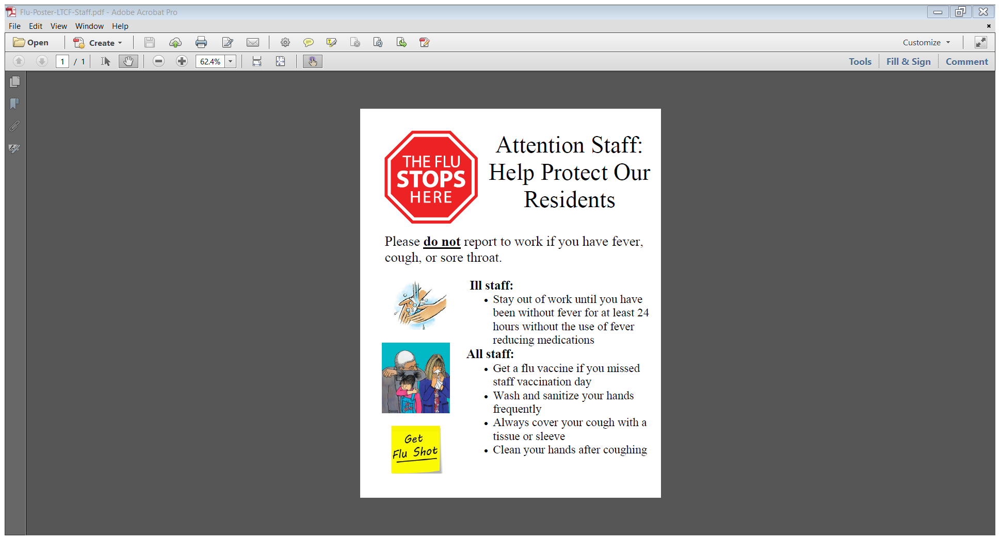 Flu-Poster-LTCF-Staff.pdf - Adobe Acrobat Pro
File Edit View Window Help
Open Create Customize
1 / 1 62.4% Tools Fill & Sign Comment
THE FLU
STOPS
HERE
Attention Staff:
Help Protect Our
Residents
Please do not report to work if you have fever,
cough, or sore throat.
Ill staff:
• Stay out of work until you have
been without fever for at least 24
hours without the use of fever
reducing medications
All staff:
• Get a flu vaccine if you missed
staff vaccination day
• Wash and sanitize your hands
frequently
• Always cover your cough with a
tissue or sleeve
• Clean your hands after coughing
Get
Flu Shot